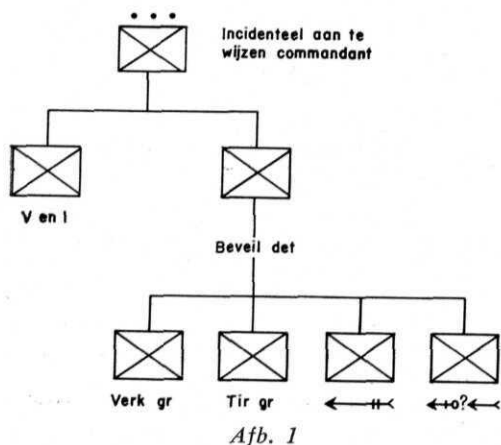 Incidenteel aan te
wijzen commandant
V en I
Beveil det
Verk gr
Tir gr
Afb. 1